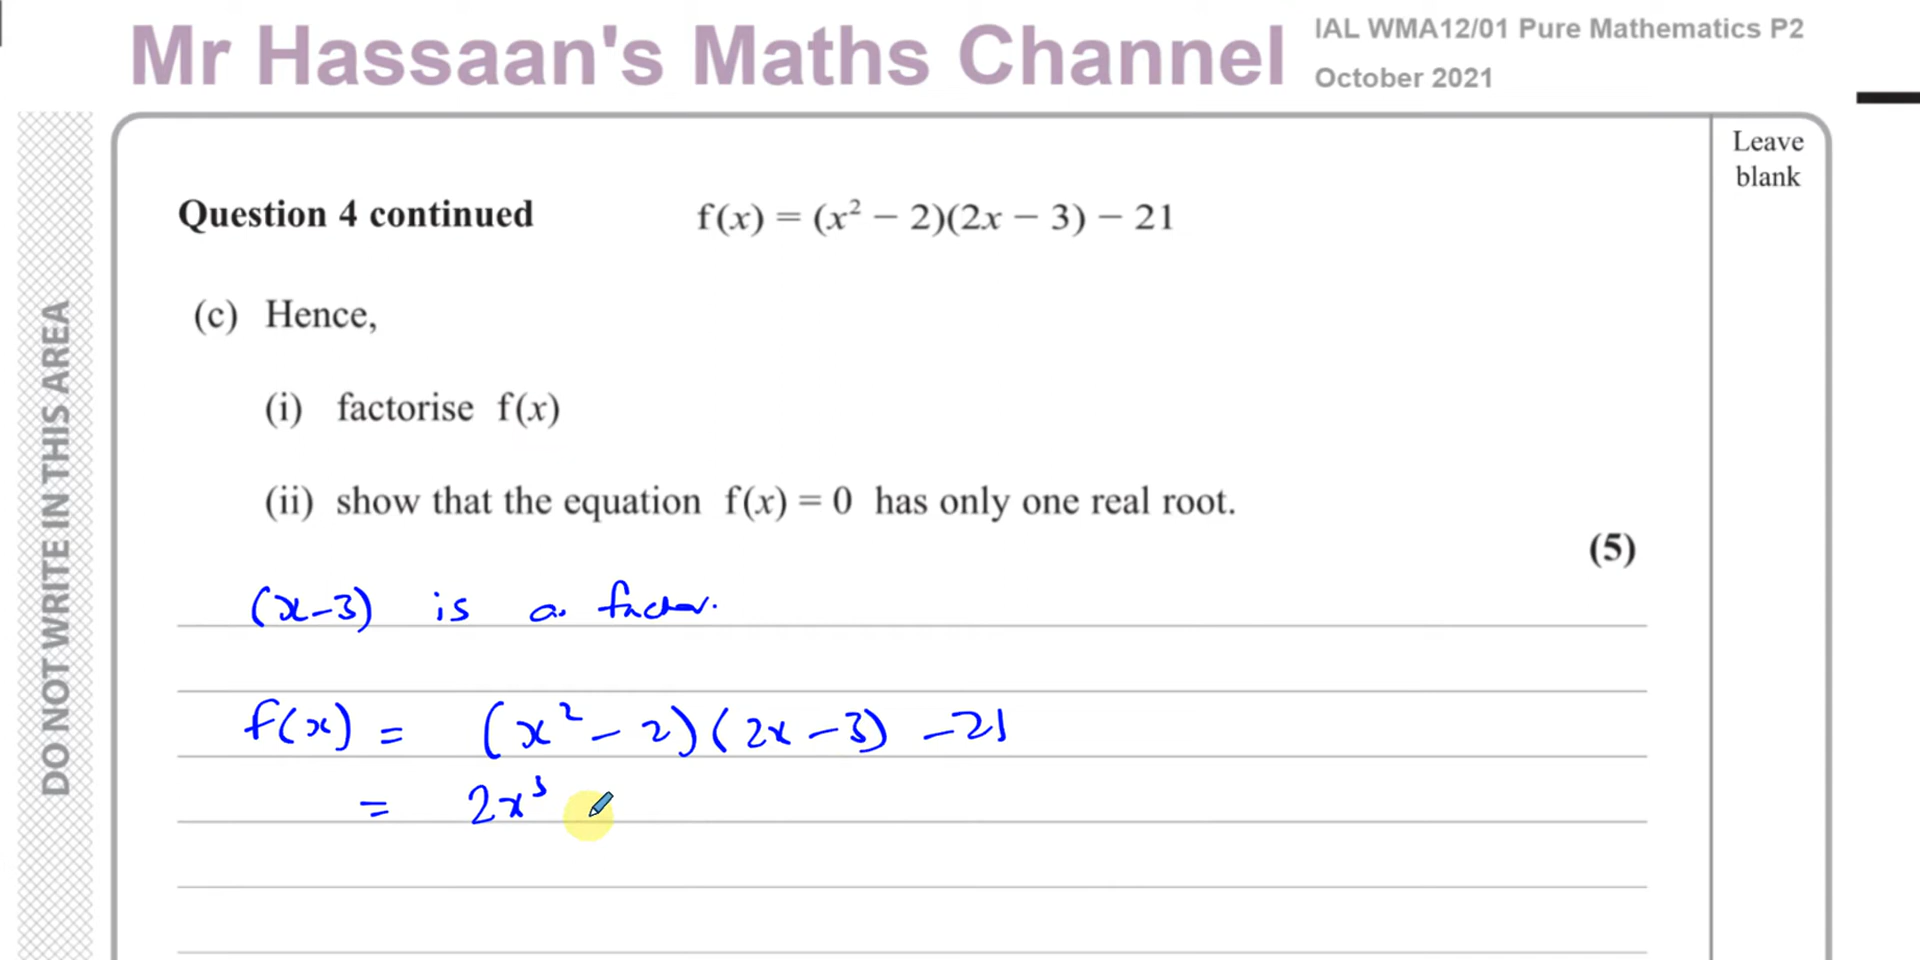 Mr Hassaan's Maths Channel
IAL WMA12/01 Pure Mathematics P2
October 2021
Leave
blank
DO NOT WRITE IN THIS AREA
Question 4 continued f(x) = (x² − 2)(2x − 3) − 21
(c) Hence,
(i) factorise f(x)
(ii) show that the equation f(x) = 0 has only one real root.
(5)
(x-3) is a factor.
f(x) = (x² - 2)(2x - 3) - 21
= 2x³